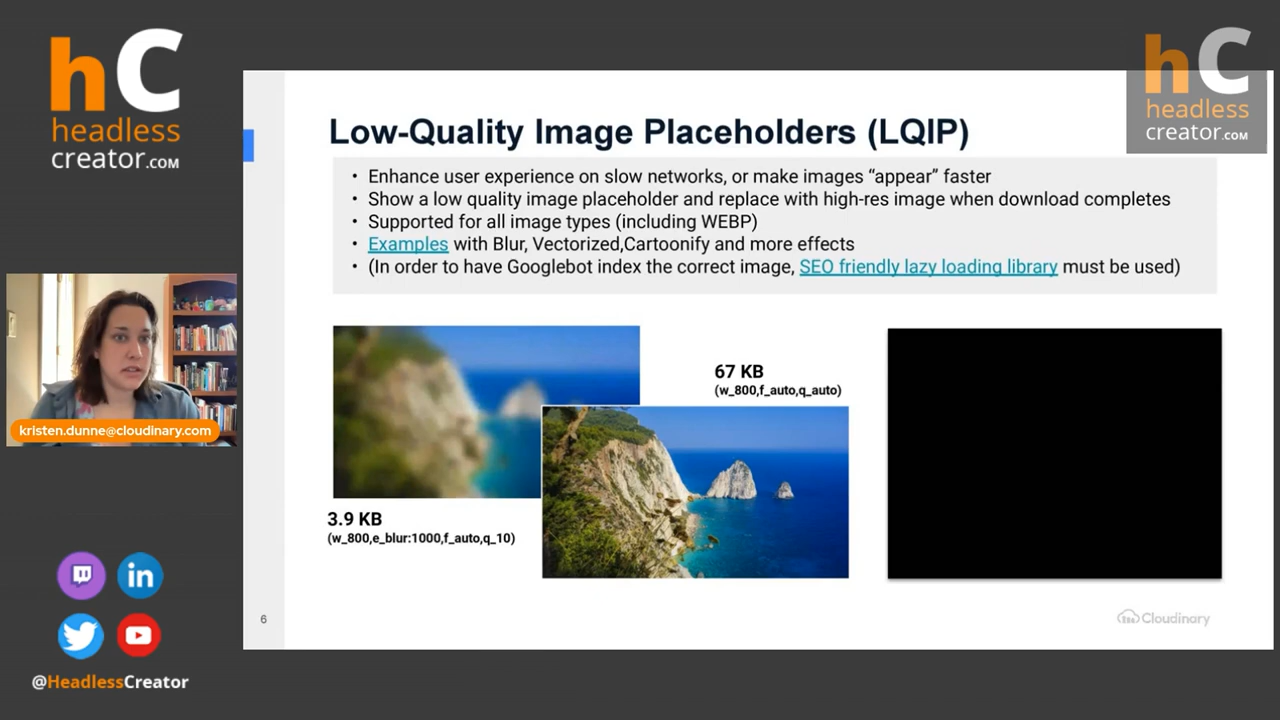 hC
headless
creator.com
hC
headless
creator.com
Low-Quality Image Placeholders (LQIP)
• Enhance user experience on slow networks, or make images “appear” faster
• Show a low quality image placeholder and replace with high-res image when download completes
• Supported for all image types (including WEBP)
• Examples with Blur, Vectorized,Cartoonify and more effects
• (In order to have Googlebot index the correct image, SEO friendly lazy loading library must be used)
67 KB
(w_800,f_auto,q_auto)
kristen.dunne@cloudinary.com
3.9 KB
(w_800,e_blur:1000,f_auto,q_10)
in
6
Cloudinary
@HeadlessCreator